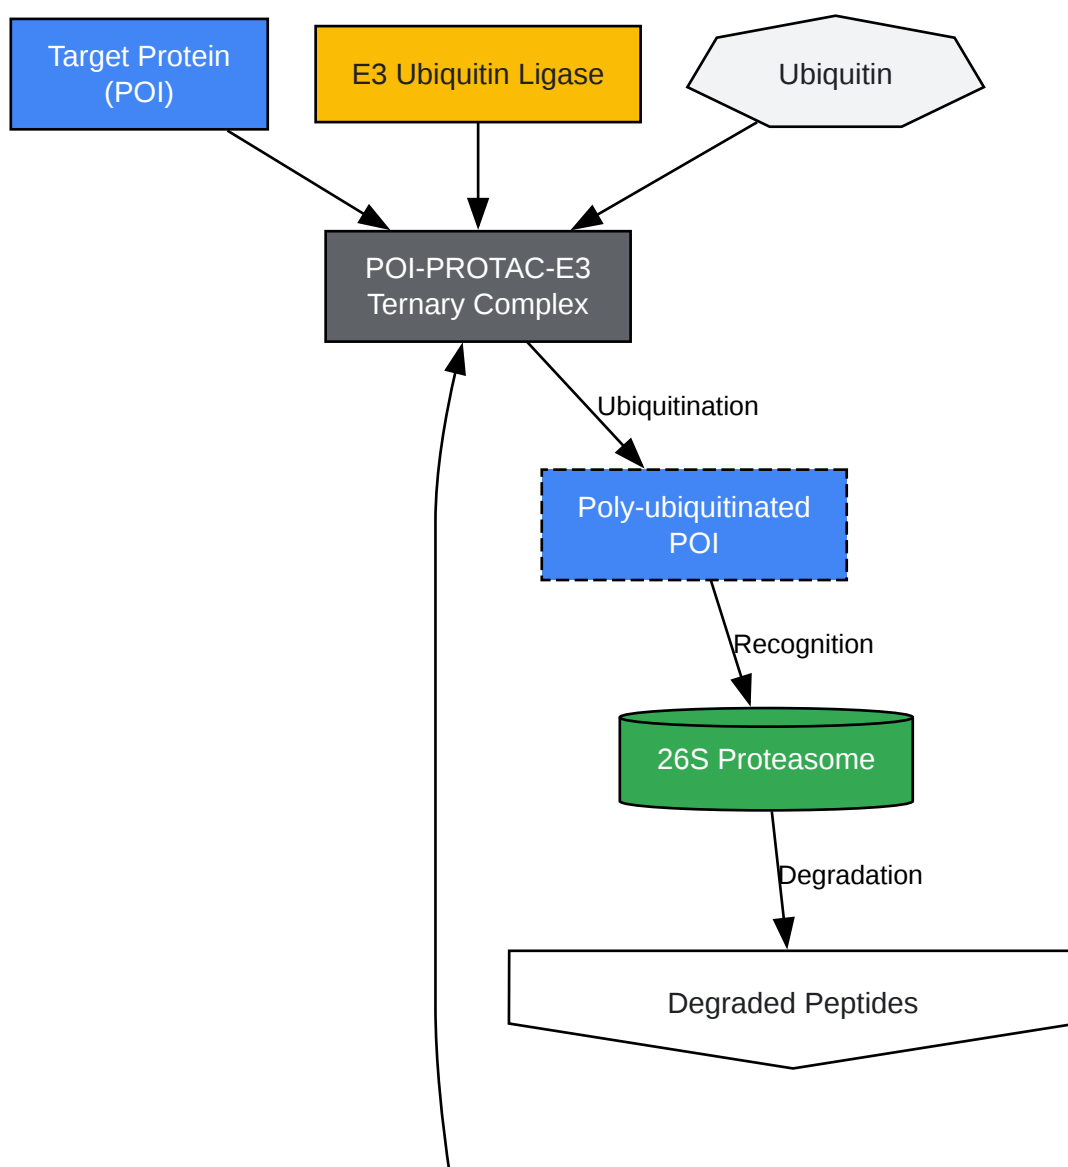 Target Protein
(POI)
E3 Ubiquitin Ligase
Ubiquitin
POI-PROTAC-E3
Ternary Complex
Ubiquitination
Poly-ubiquitinated
POI
Recognition
26S Proteasome
Degradation
Degraded Peptides